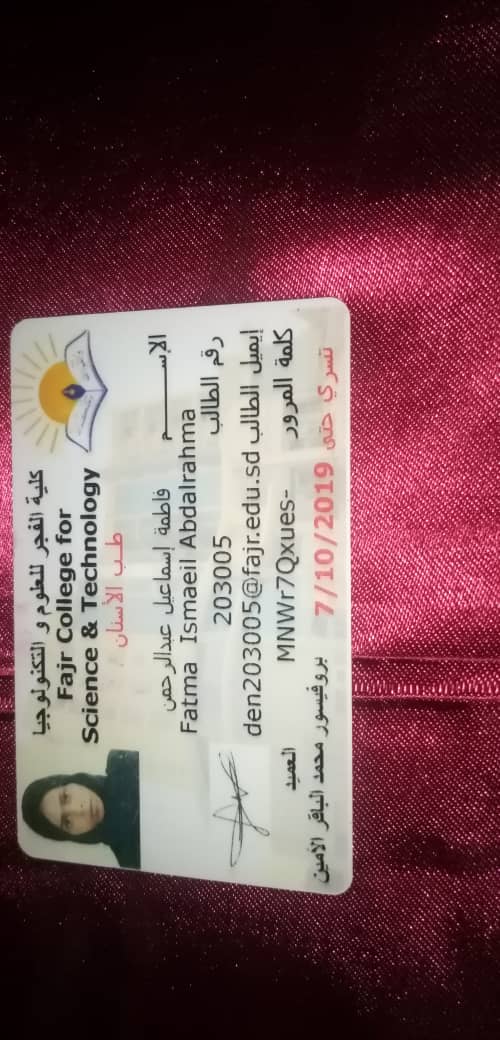 كلية الفجر للعلوم و التكنولوجيا
Fajr College for
Science & Technology
طب الأسنان
الإســـــم فاطمة إسماعيل عبدالرحمن
Fatma Ismaeil Abdalrahma
رقم الطالب 203005
إيميل الطالب den203005@fajr.edu.sd
كلمة المرور MNWr7Qxues-
تسري حتى 7/10/2019
العميد
بروفيسور محمد الباقر الأمين